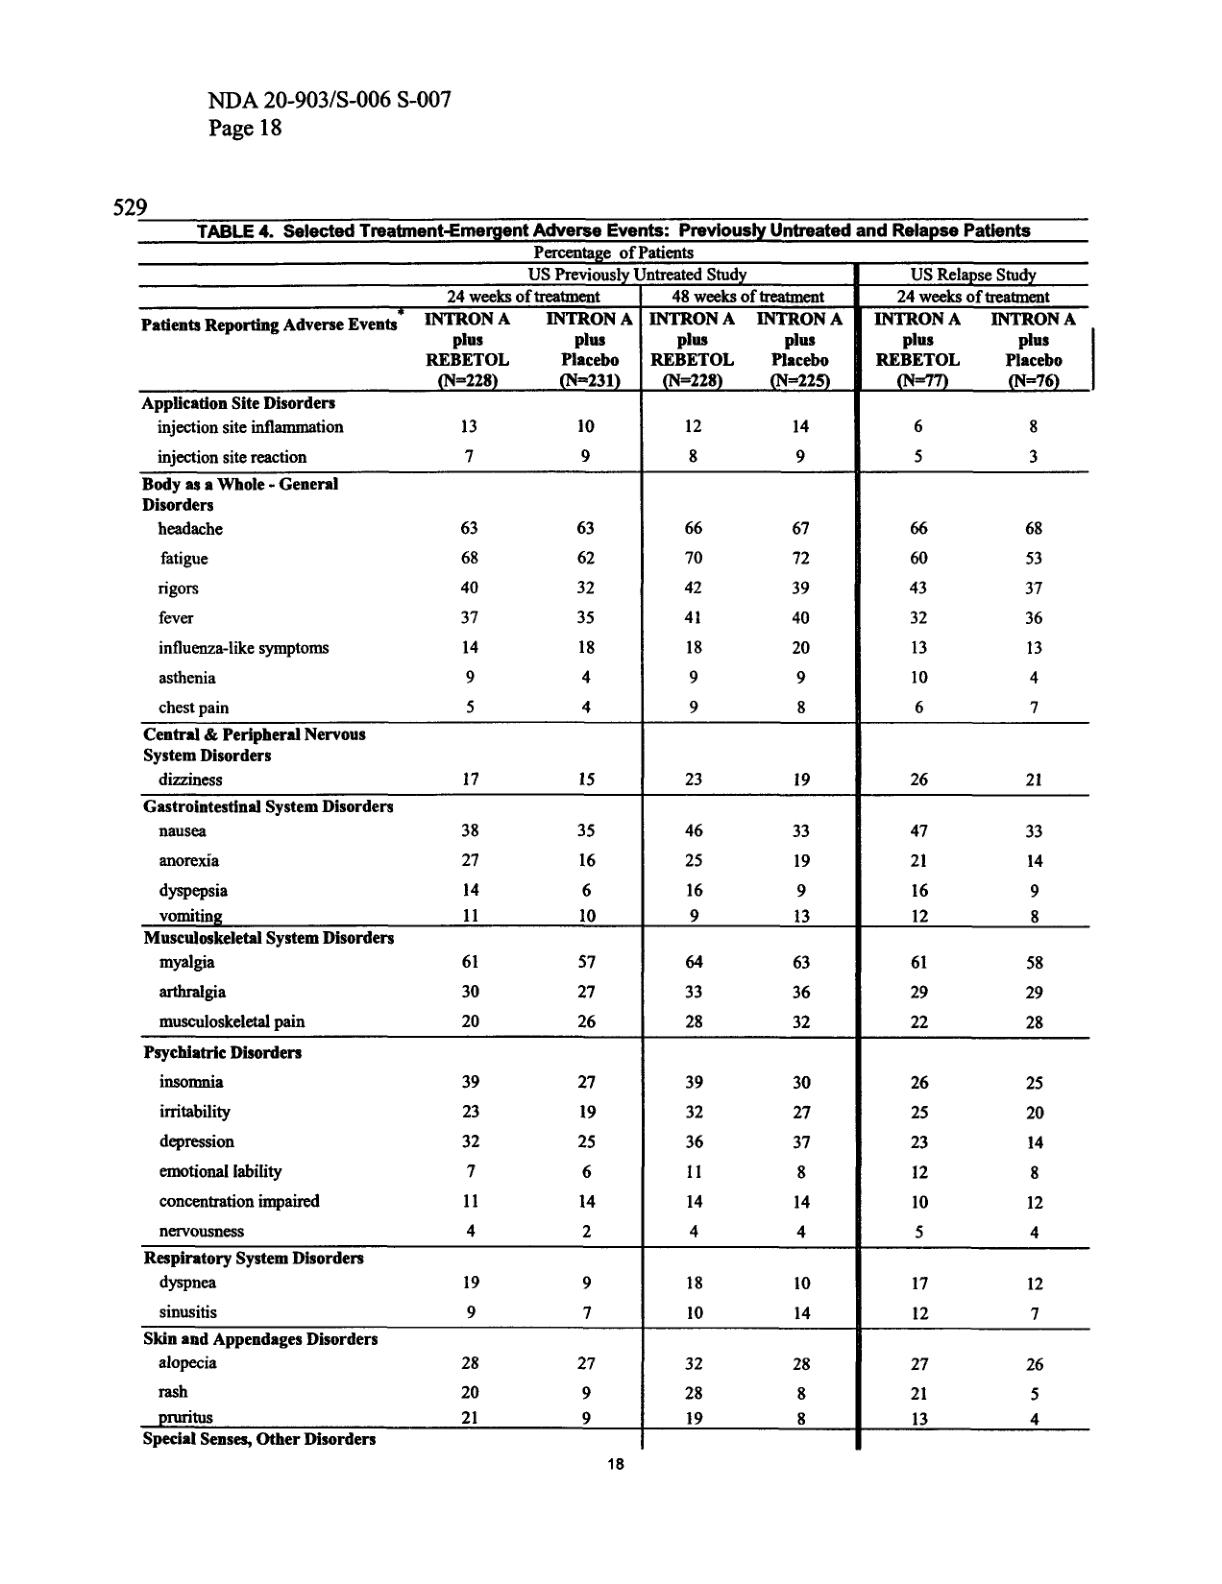 NDA 20-903/S-006 S-007
Page 18
529
TABLE 4. Selected Treatment-Emergent Adverse Events: Previously Untreated and Relapse Patients
Percentage of Patients
US Previously Untreated Study US Relapse Study
24 weeks of treatment 48 weeks of treatment 24 weeks of treatment
Patients Reporting Adverse Events* INTRON A INTRON A INTRON A INTRON A INTRON A INTRON A
plus plus plus plus plus plus
REBETOL Placebo REBETOL Placebo REBETOL Placebo
(N=228) (N=231) (N=228) (N=225) (N=77) (N=76)
Application Site Disorders
injection site inflammation 13 10 12 14 6 8
injection site reaction 7 9 8 9 5 3
Body as a Whole - General
Disorders
headache 63 63 66 67 66 68
fatigue 68 62 70 72 60 53
rigors 40 32 42 39 43 37
fever 37 35 41 40 32 36
influenza-like symptoms 14 18 18 20 13 13
asthenia 9 4 9 9 10 4
chest pain 5 4 9 8 6 7
Central & Peripheral Nervous
System Disorders
dizziness 17 15 23 19 26 21
Gastrointestinal System Disorders
nausea 38 35 46 33 47 33
anorexia 27 16 25 19 21 14
dyspepsia 14 6 16 9 16 9
vomiting 11 10 9 13 12 8
Musculoskeletal System Disorders
myalgia 61 57 64 63 61 58
arthralgia 30 27 33 36 29 29
musculoskeletal pain 20 26 28 32 22 28
Psychiatric Disorders
insomnia 39 27 39 30 26 25
irritability 23 19 32 27 25 20
depression 32 25 36 37 23 14
emotional lability 7 6 11 8 12 8
concentration impaired 11 14 14 14 10 12
nervousness 4 2 4 4 5 4
Respiratory System Disorders
dyspnea 19 9 18 10 17 12
sinusitis 9 7 10 14 12 7
Skin and Appendages Disorders
alopecia 28 27 32 28 27 26
rash 20 9 28 8 21 5
pruritus 21 9 19 8 13 4
Special Senses, Other Disorders
18